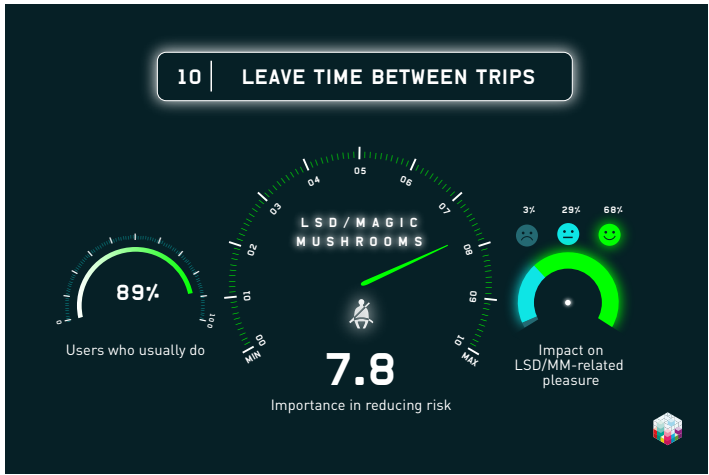 10 LEAVE TIME BETWEEN TRIPS
LSD/MAGIC
MUSHROOMS
00
01
02
03
04
05
06
07
08
09
10
MIN
MAX
7.8
Importance in reducing risk
89%
0
100
Users who usually do
3% 29% 68%
Impact on
LSD/MM-related
pleasure